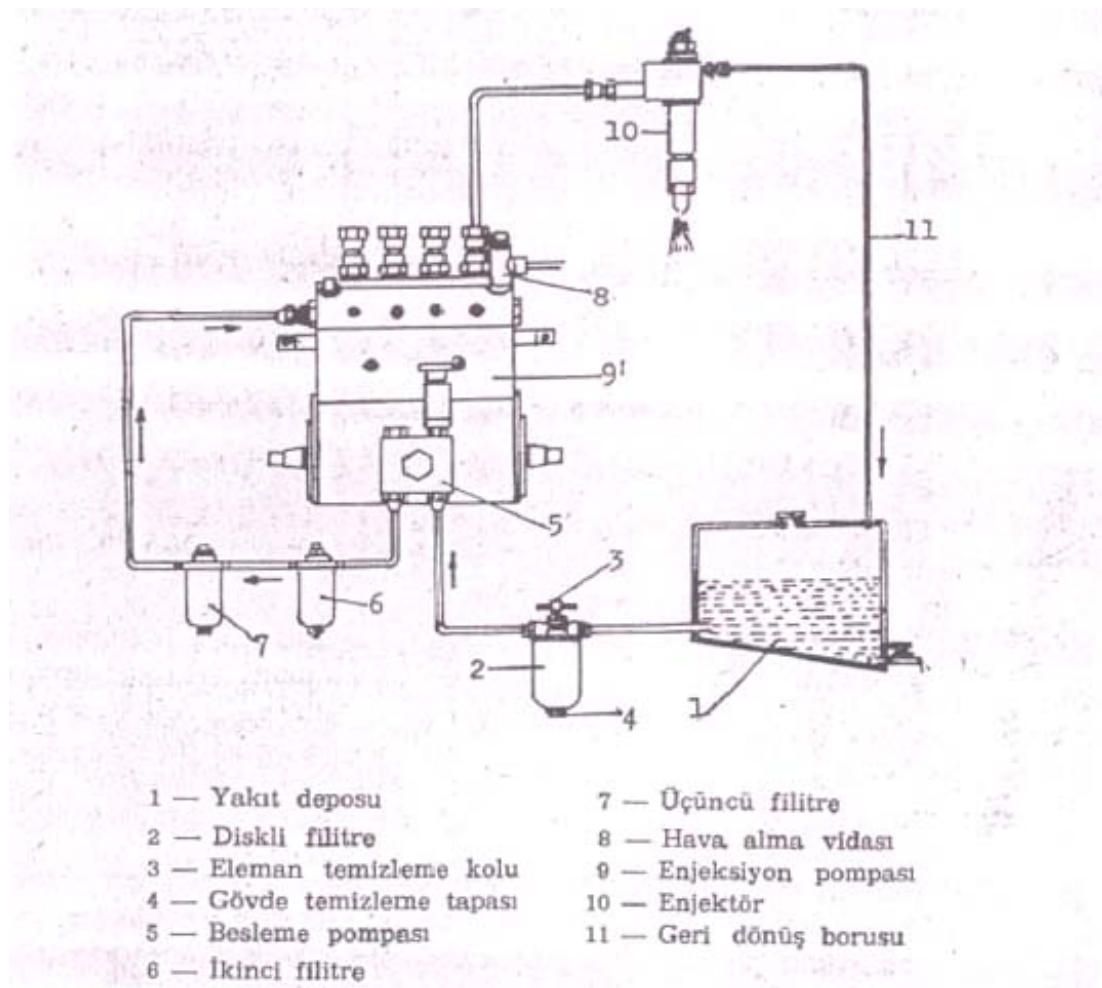 10
11
8
9
5
3
6
7
2
4
1
1 — Yakıt deposu
2 — Diskli filitre
3 — Eleman temizleme kolu
4 — Gövde temizleme tapası
5 — Besleme pompası
6 — İkinci filitre
7 — Üçüncü filitre
8 — Hava alma vidası
9 — Enjeksiyon pompası
10 — Enjektör
11 — Geri dönüş borusu